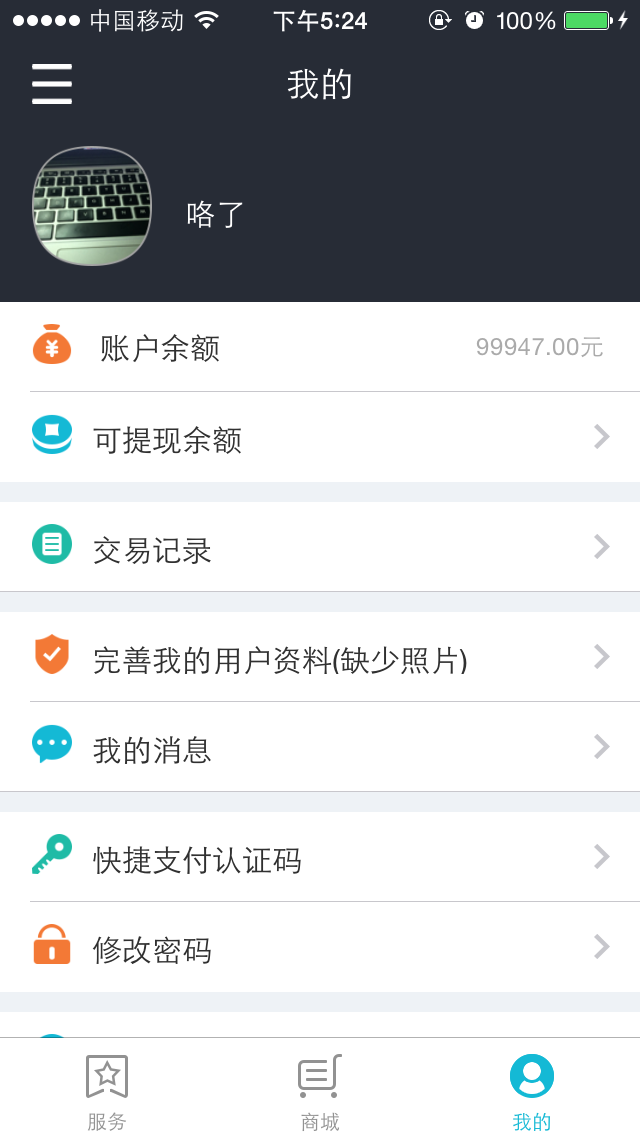 中国移动 下午5:24 100%
我的
咯了
账户余额 99947.00元
可提现余额
交易记录
完善我的用户资料(缺少照片)
我的消息
快捷支付认证码
修改密码
服务 商城 我的